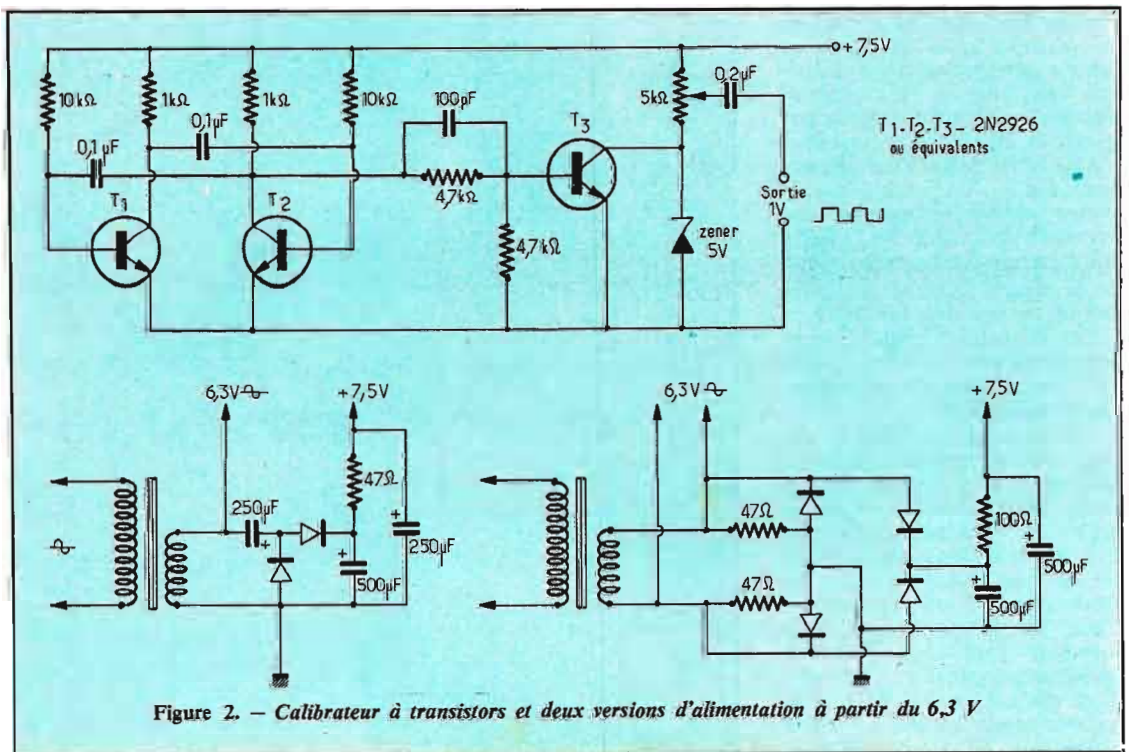 +7,5V
10kΩ
1kΩ
1kΩ
10kΩ
0,1µF
0,1µF
100pF
4,7kΩ
4,7kΩ
T1
T2
T3
5kΩ
0,2µF
zener
5V
Sortie
1V
T1-T2-T3- 2N2926
ou équivalents
6,3V
+7,5V
250µF
+
47Ω
+
500µF
+
250µF
6,3V
+7,5V
47Ω
47Ω
100Ω
+
500µF
+
500µF
Figure 2. — Calibrateur à transistors et deux versions d'alimentation à partir du 6,3 V